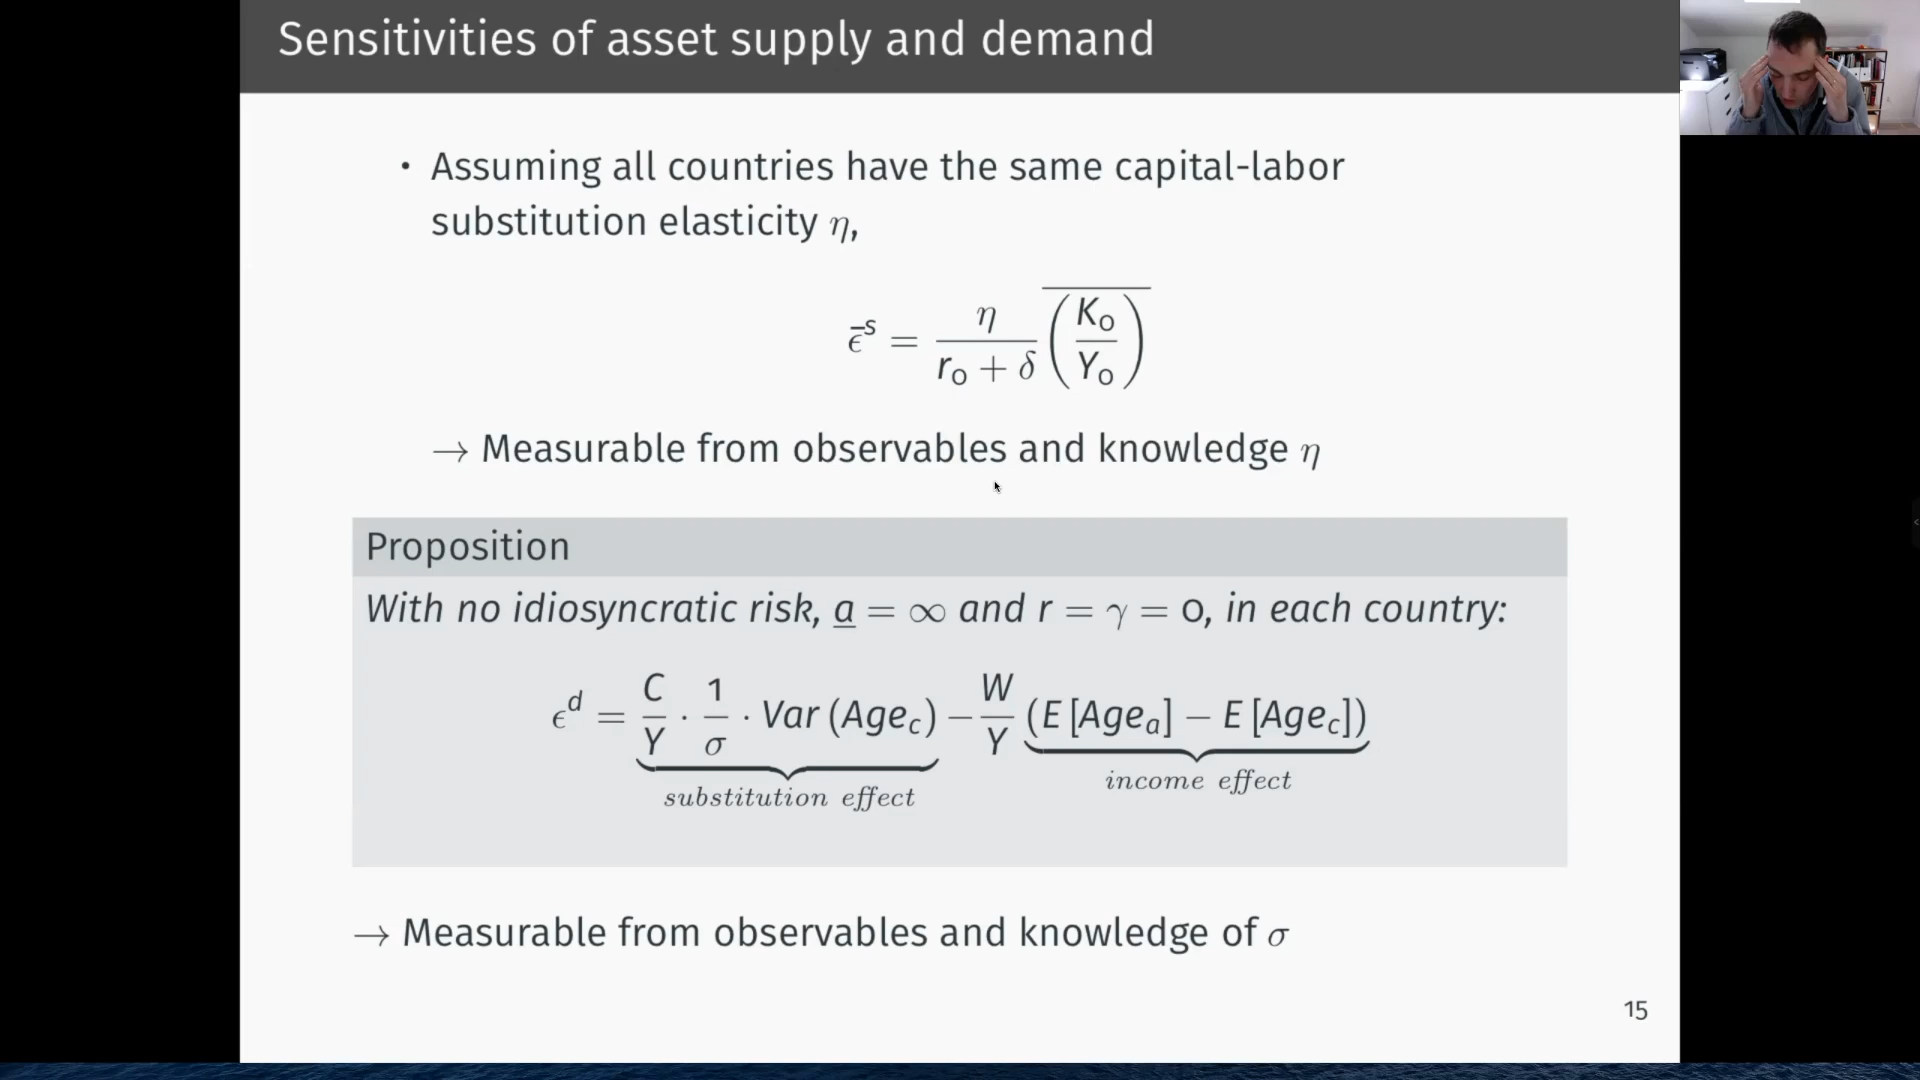 Sensitivities of asset supply and demand
• Assuming all countries have the same capital-labor
substitution elasticity η,
ϵ̄ˢ = η / (r₀ + δ) \overline{(K₀ / Y₀)}
→ Measurable from observables and knowledge η
Proposition
With no idiosyncratic risk, a̲ = ∞ and r = γ = 0, in each country:
ϵᵈ = C/Y · 1/σ · Var (Age_c) − W/Y (E [Age_a] − E [Age_c])
substitution effect
income effect
→ Measurable from observables and knowledge of σ
15